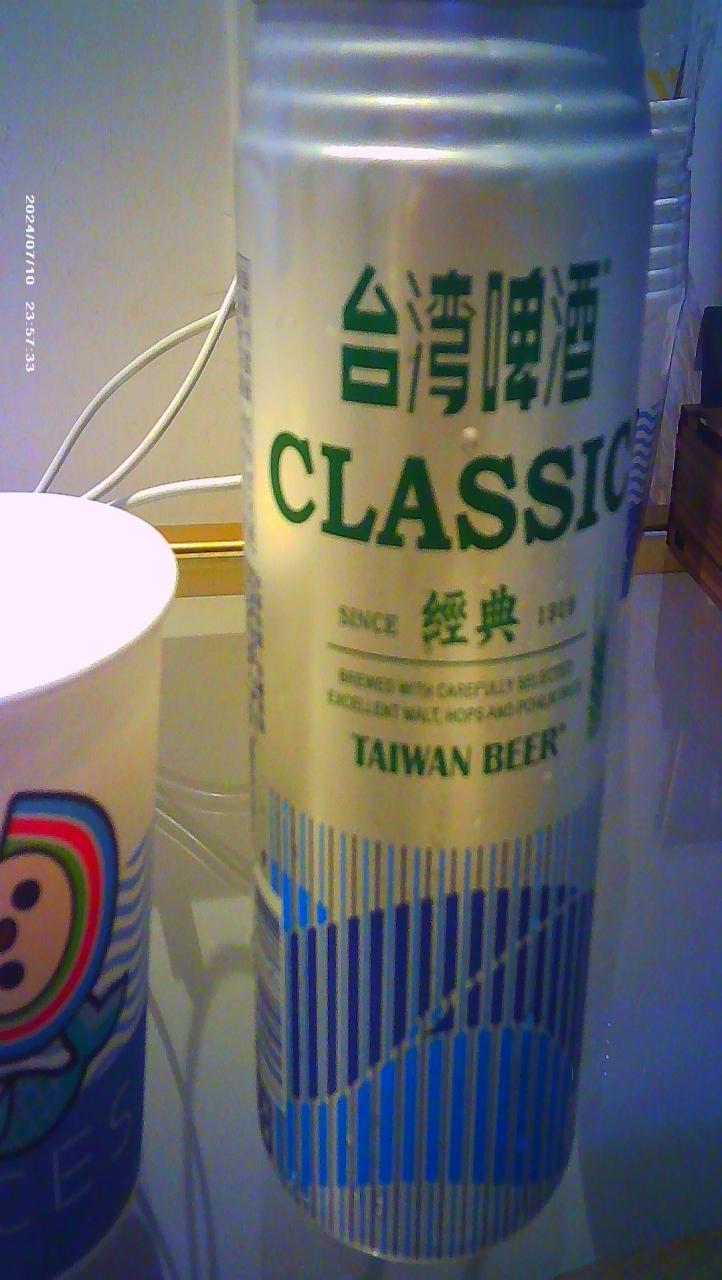 2024/07/10 23:57:33
台湾啤酒
CLASSIC
SINCE 經典 1919
BREWED WITH CAREFULLY SELECTED
EXCELLENT MALT, HOPS AND PONLAI RICE
TAIWAN BEER®
CES